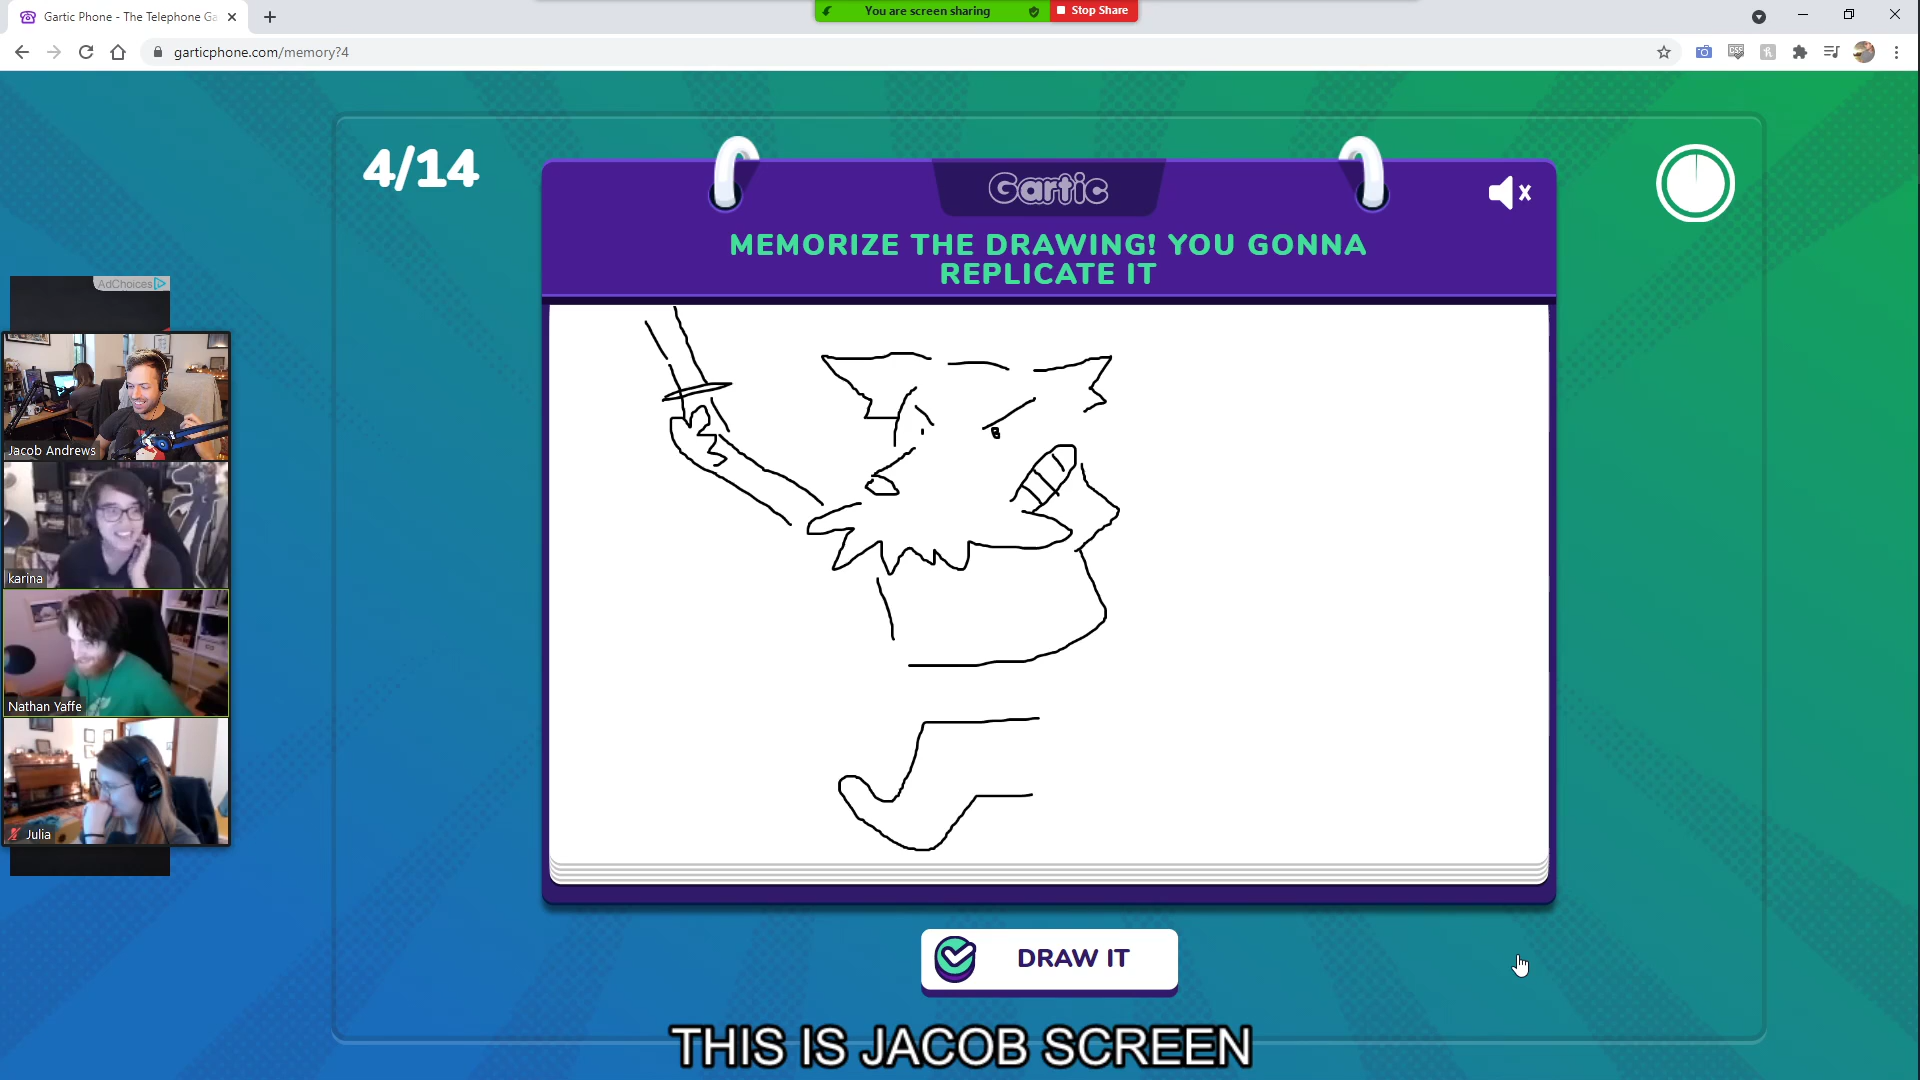 Gartic Phone - The Telephone Ga
You are screen sharing
Stop Share
garticphone.com/memory?4
4/14
Gartic
MEMORIZE THE DRAWING! YOU GONNA
REPLICATE IT
AdChoices
Jacob Andrews
karina
Nathan Yaffe
Julia
DRAW IT
THIS IS JACOB SCREEN